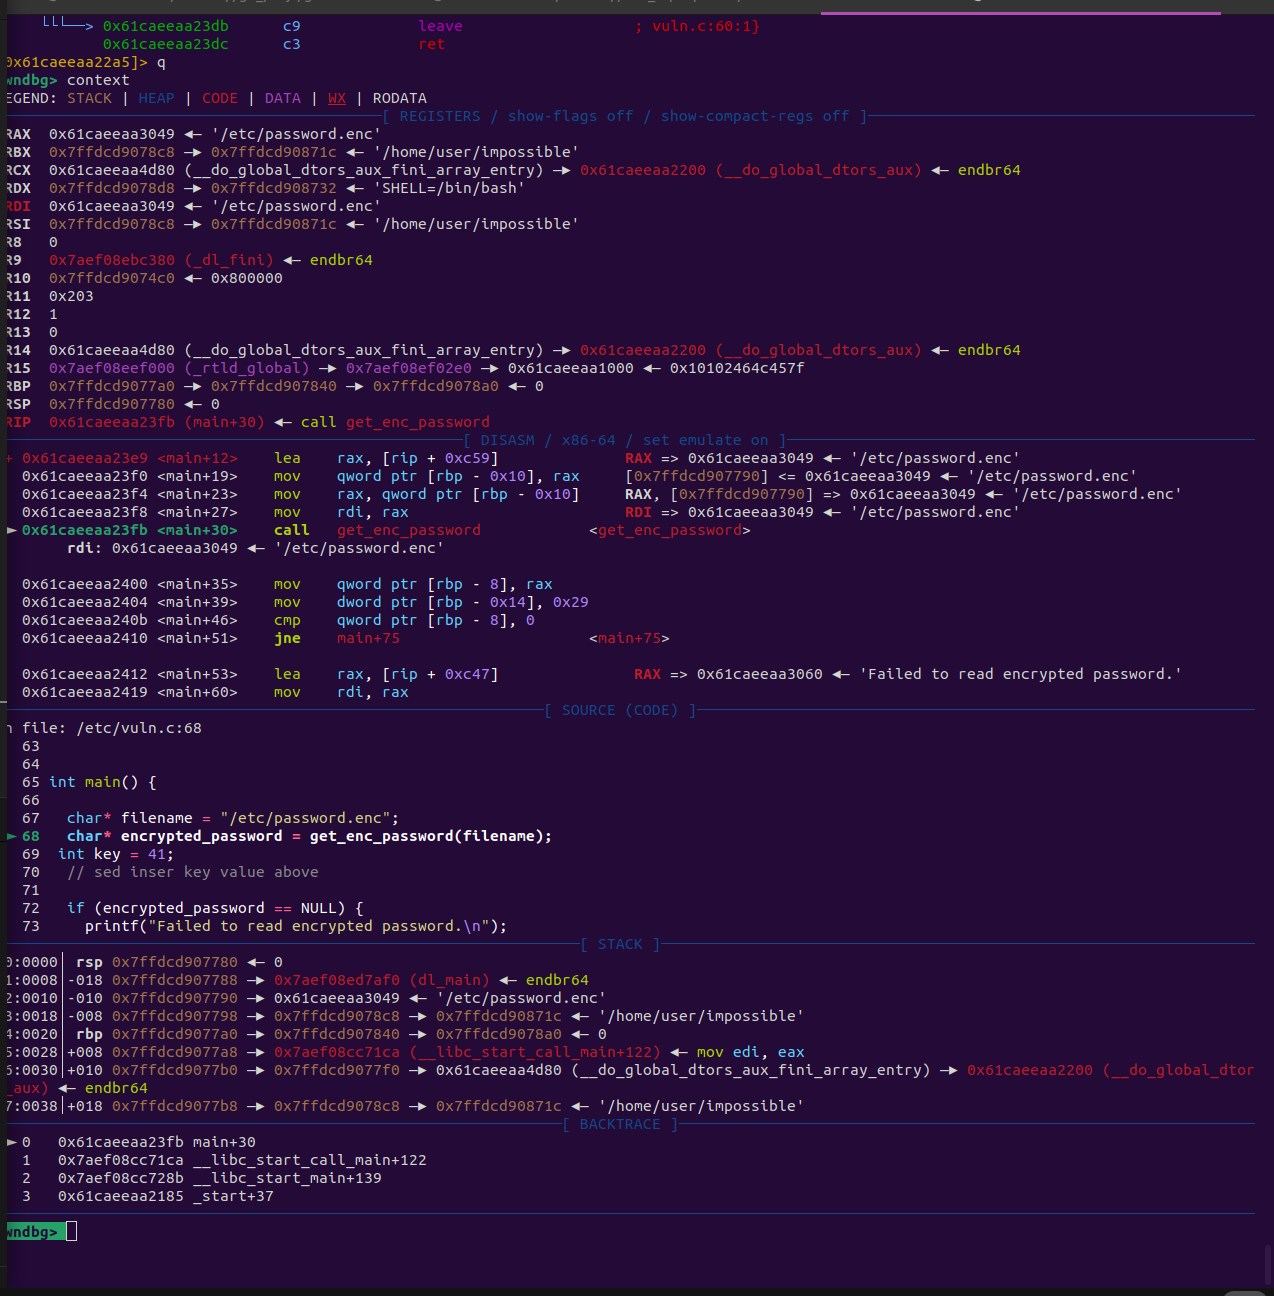 └└└──> 0x61caeeaa23db c9 leave ; vuln.c:60:1}
0x61caeeaa23dc c3 ret
0x61caeeaa22a5]> q
wndbg> context
EGEND: STACK | HEAP | CODE | DATA | WX | RODATA
[ REGISTERS / show-flags off / show-compact-regs off ]
RAX 0x61caeeaa3049 ◂— '/etc/password.enc'
RBX 0x7ffdcd9078c8 —▸ 0x7ffdcd90871c ◂— '/home/user/impossible'
RCX 0x61caeeaa4d80 (__do_global_dtors_aux_fini_array_entry) —▸ 0x61caeeaa2200 (__do_global_dtors_aux) ◂— endbr64
RDX 0x7ffdcd9078d8 —▸ 0x7ffdcd908732 ◂— 'SHELL=/bin/bash'
RDI 0x61caeeaa3049 ◂— '/etc/password.enc'
RSI 0x7ffdcd9078c8 —▸ 0x7ffdcd90871c ◂— '/home/user/impossible'
R8 0
R9 0x7aef08ebc380 (_dl_fini) ◂— endbr64
R10 0x7ffdcd9074c0 ◂— 0x800000
R11 0x203
R12 1
R13 0
R14 0x61caeeaa4d80 (__do_global_dtors_aux_fini_array_entry) —▸ 0x61caeeaa2200 (__do_global_dtors_aux) ◂— endbr64
R15 0x7aef08eef000 (_rtld_global) —▸ 0x7aef08ef02e0 —▸ 0x61caeeaa1000 ◂— 0x10102464c457f
RBP 0x7ffdcd9077a0 —▸ 0x7ffdcd907840 —▸ 0x7ffdcd9078a0 ◂— 0
RSP 0x7ffdcd907780 ◂— 0
RIP 0x61caeeaa23fb (main+30) ◂— call get_enc_password
[ DISASM / x86-64 / set emulate on ]
+ 0x61caeeaa23e9 <main+12> lea rax, [rip + 0xc59] RAX => 0x61caeeaa3049 ◂— '/etc/password.enc'
0x61caeeaa23f0 <main+19> mov qword ptr [rbp - 0x10], rax [0x7ffdcd907790] <= 0x61caeeaa3049 ◂— '/etc/password.enc'
0x61caeeaa23f4 <main+23> mov rax, qword ptr [rbp - 0x10] RAX, [0x7ffdcd907790] => 0x61caeeaa3049 ◂— '/etc/password.enc'
0x61caeeaa23f8 <main+27> mov rdi, rax RDI => 0x61caeeaa3049 ◂— '/etc/password.enc'
► 0x61caeeaa23fb <main+30> call get_enc_password <get_enc_password>
rdi: 0x61caeeaa3049 ◂— '/etc/password.enc'
0x61caeeaa2400 <main+35> mov qword ptr [rbp - 8], rax
0x61caeeaa2404 <main+39> mov dword ptr [rbp - 0x14], 0x29
0x61caeeaa240b <main+46> cmp qword ptr [rbp - 8], 0
0x61caeeaa2410 <main+51> jne main+75 <main+75>
0x61caeeaa2412 <main+53> lea rax, [rip + 0xc47] RAX => 0x61caeeaa3060 ◂— 'Failed to read encrypted password.'
0x61caeeaa2419 <main+60> mov rdi, rax
[ SOURCE (CODE) ]
n file: /etc/vuln.c:68
63
64
65 int main() {
66
67 char* filename = "/etc/password.enc";
► 68 char* encrypted_password = get_enc_password(filename);
69 int key = 41;
70 // sed inser key value above
71
72 if (encrypted_password == NULL) {
73 printf("Failed to read encrypted password.\n");
[ STACK ]
0:0000│ rsp 0x7ffdcd907780 ◂— 0
1:0008│-018 0x7ffdcd907788 —▸ 0x7aef08ed7af0 (dl_main) ◂— endbr64
2:0010│-010 0x7ffdcd907790 —▸ 0x61caeeaa3049 ◂— '/etc/password.enc'
3:0018│-008 0x7ffdcd907798 —▸ 0x7ffdcd9078c8 —▸ 0x7ffdcd90871c ◂— '/home/user/impossible'
4:0020│ rbp 0x7ffdcd9077a0 —▸ 0x7ffdcd907840 —▸ 0x7ffdcd9078a0 ◂— 0
5:0028│+008 0x7ffdcd9077a8 —▸ 0x7aef08cc71ca (__libc_start_call_main+122) ◂— mov edi, eax
6:0030│+010 0x7ffdcd9077b0 —▸ 0x7ffdcd9077f0 —▸ 0x61caeeaa4d80 (__do_global_dtors_aux_fini_array_entry) —▸ 0x61caeeaa2200 (__do_global_dtor
_aux) ◂— endbr64
7:0038│+018 0x7ffdcd9077b8 —▸ 0x7ffdcd9078c8 —▸ 0x7ffdcd90871c ◂— '/home/user/impossible'
[ BACKTRACE ]
► 0 0x61caeeaa23fb main+30
1 0x7aef08cc71ca __libc_start_call_main+122
2 0x7aef08cc728b __libc_start_main+139
3 0x61caeeaa2185 _start+37
wndbg>